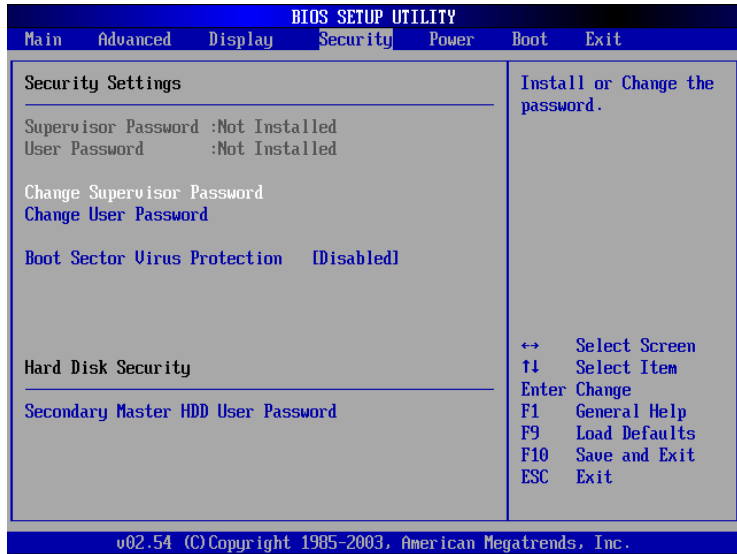 BIOS SETUP UTILITY
Main Advanced Display Security Power Boot Exit
Security Settings
Supervisor Password :Not Installed
User Password :Not Installed
Change Supervisor Password
Change User Password
Boot Sector Virus Protection [Disabled]
Hard Disk Security
Secondary Master HDD User Password
Install or Change the
password.
↔ Select Screen
↑↓ Select Item
Enter Change
F1 General Help
F9 Load Defaults
F10 Save and Exit
ESC Exit
v02.54 (C)Copyright 1985-2003, American Megatrends, Inc.